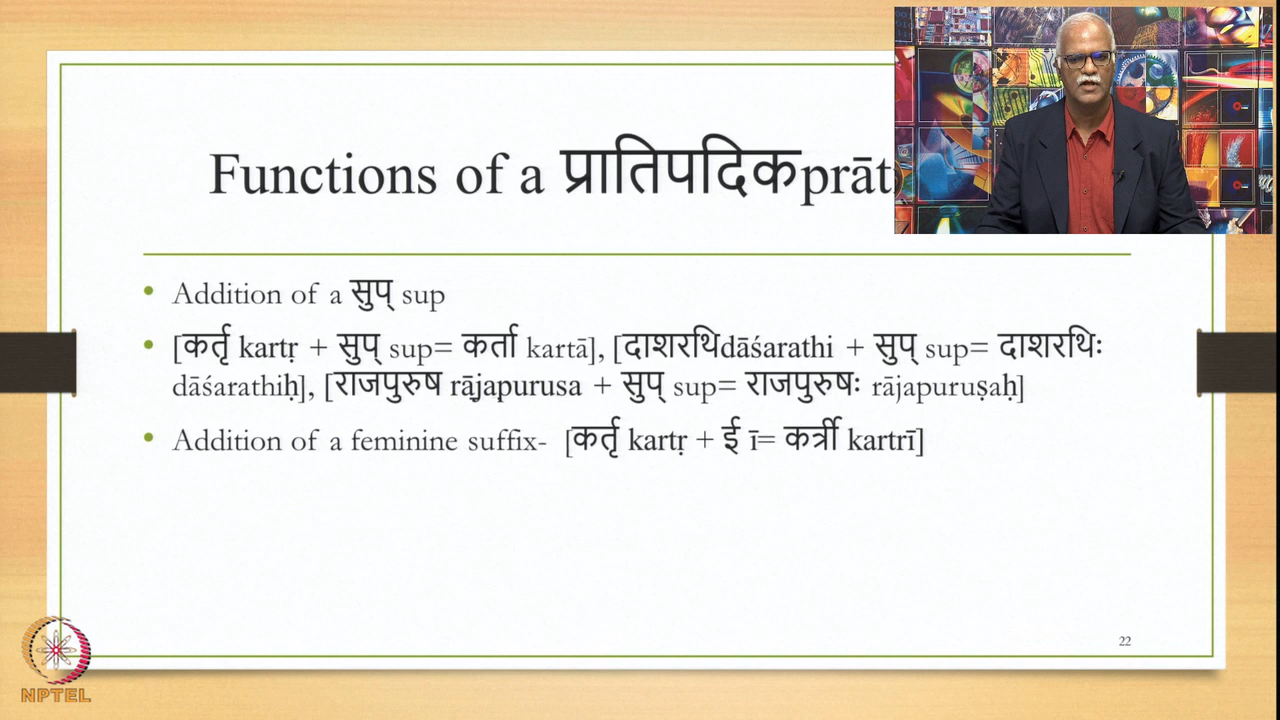 Functions of a प्रातिपदिक
• Addition of a सुप् sup
• [कर्तृ kartṛ + सुप् sup= कर्ता kartā], [दाशरथिdāśarathi + सुप् sup= दाशरथिः
dāśarathiḥ], [राजपुरुष rājapurusa + सुप् sup= राजपुरुषः rājapuruṣaḥ]
• Addition of a feminine suffix- [कर्तृ kartṛ + ई ī= कर्त्री kartrī]
22
NPTEL